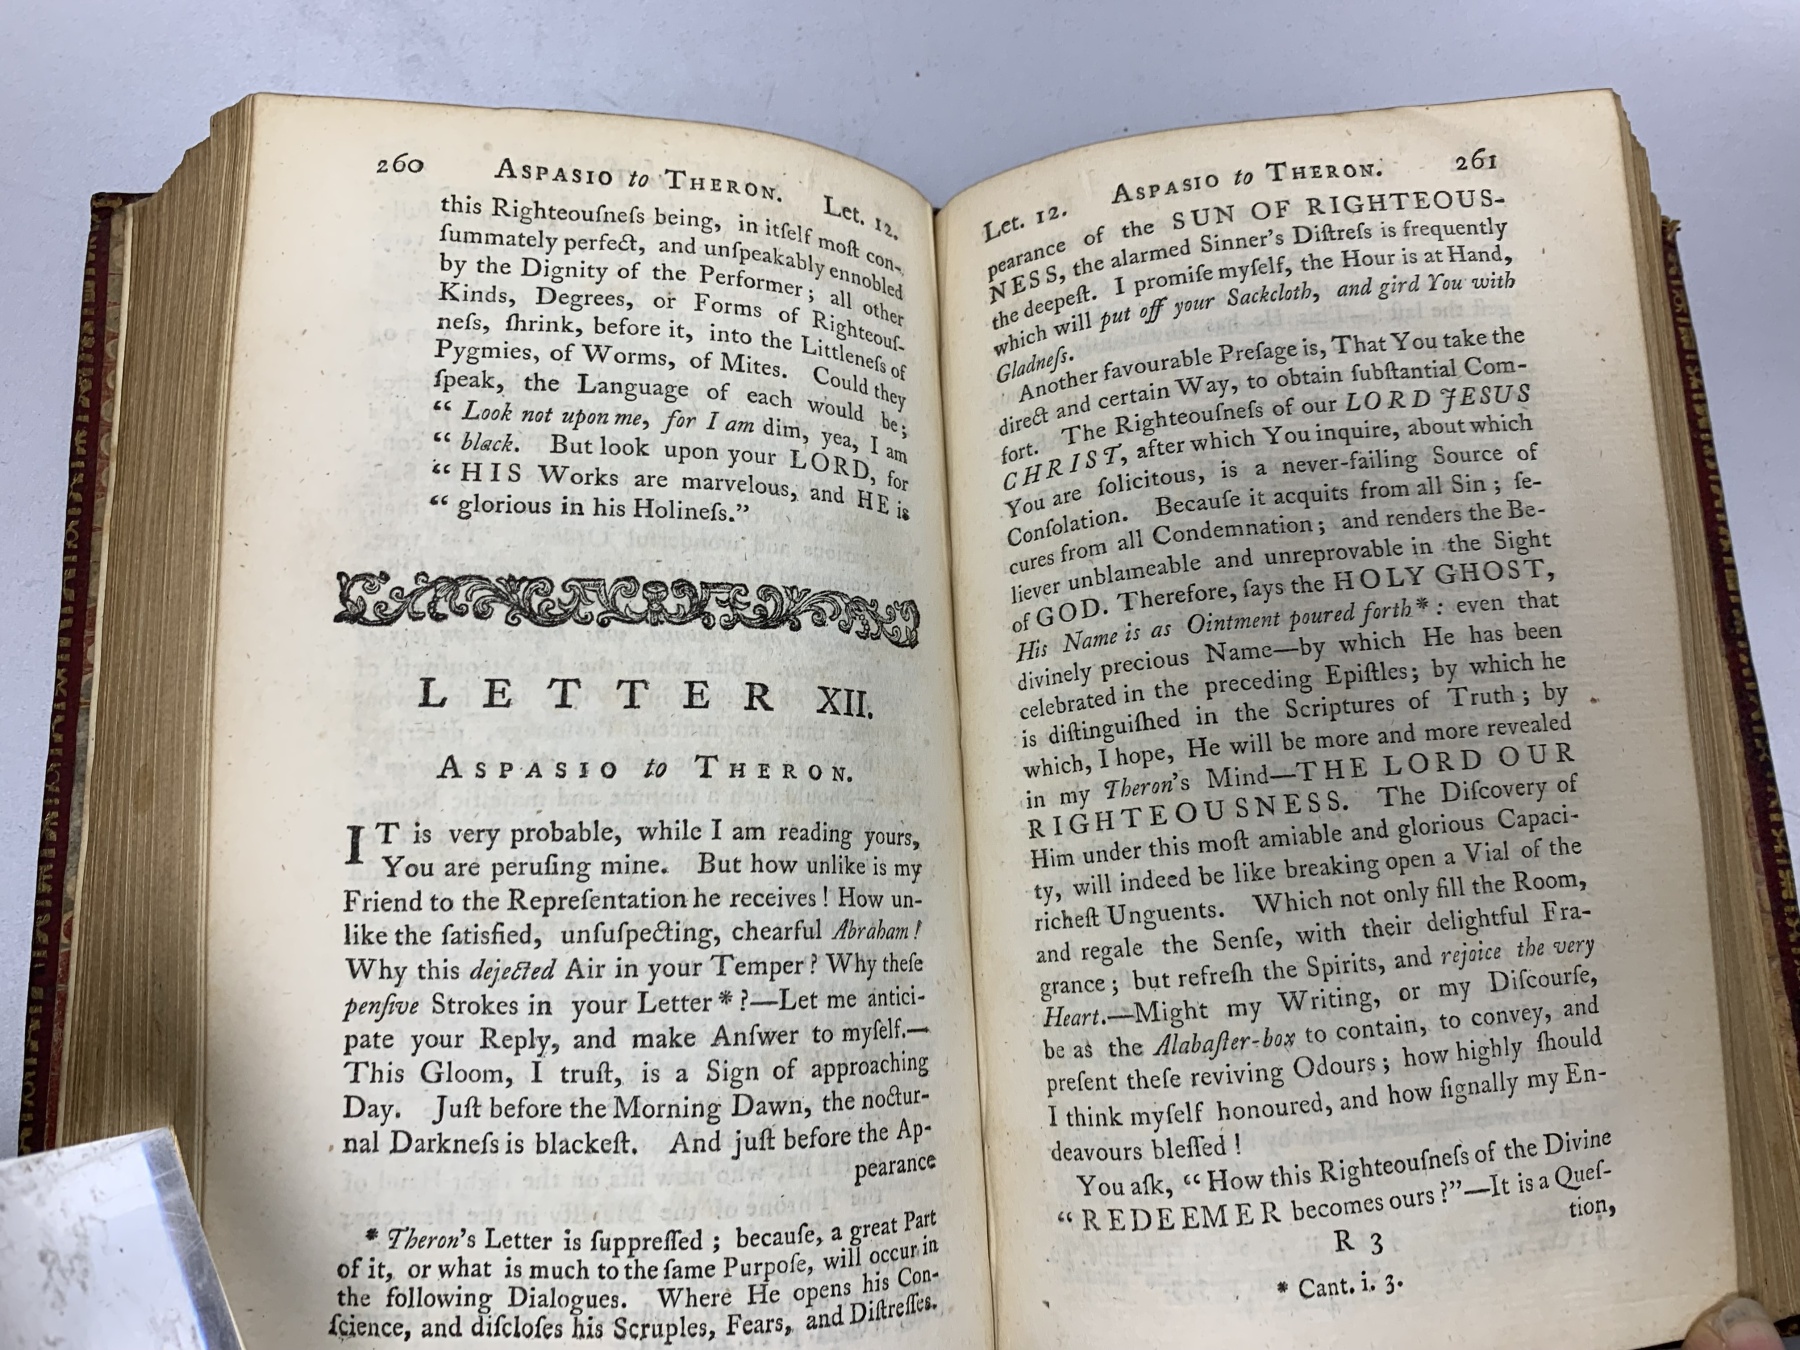 260 ASPASIO to THERON. Let. 12.
this Righteouſneſs being, in itſelf moſt con-
ſummately perfect, and unſpeakably ennobled
by the Dignity of the Performer; all other
Kinds, Degrees, or Forms of Righteouſ-
neſs, ſhrink, before it, into the Littleneſs of
Pygmies, of Worms, of Mites. Could they
ſpeak, the Language of each would be;
“ Look not upon me, for I am dim, yea, I am
“ black. But look upon your LORD, for
“ HIS Works are marvelous, and HE is
“ glorious in his Holineſs.”
LETTER XII.
ASPASIO to THERON.
IT is very probable, while I am reading yours,
You are peruſing mine. But how unlike is my
Friend to the Repreſentation he receives! How un-
like the ſatisfied, unſuſpecting, chearful Abraham!
Why this dejected Air in your Temper? Why theſe
penſive Strokes in your Letter *?—Let me antici-
pate your Reply, and make Anſwer to myſelf.—
This Gloom, I truſt, is a Sign of approaching
Day. Juſt before the Morning Dawn, the noctur-
nal Darkneſs is blackeſt. And juſt before the Ap-
pearance
* Theron's Letter is ſuppreſſed; becauſe, a great Part
of it, or what is much to the ſame Purpoſe, will occur in
the following Dialogues. Where He opens his Con-
ſcience, and diſcloſes his Scruples, Fears, and Diſtreſſes.
Let. 12. ASPASIO to THERON. 261
pearance of the SUN OF RIGHTEOUS-
NESS, the alarmed Sinner's Diſtreſs is frequently
the deepeſt. I promiſe myſelf, the Hour is at Hand,
which will put off your Sackcloth, and gird You with
Gladneſs.
Another favourable Preſage is, That You take the
direct and certain Way, to obtain ſubſtantial Com-
fort. The Righteouſneſs of our LORD JESUS
CHRIST, after which You inquire, about which
You are ſolicitous, is a never-failing Source of
Conſolation. Becauſe it acquits from all Sin; ſe-
cures from all Condemnation; and renders the Be-
liever unblameable and unreprovable in the Sight
of GOD. Therefore, ſays the HOLY GHOST,
His Name is as Ointment poured forth*: even that
divinely precious Name—by which He has been
celebrated in the preceding Epiſtles; by which he
is diſtinguiſhed in the Scriptures of Truth; by
which, I hope, He will be more and more revealed
in my Theron's Mind—THE LORD OUR
RIGHTEOUSNESS. The Diſcovery of
Him under this moſt amiable and glorious Capaci-
ty, will indeed be like breaking open a Vial of the
richeſt Unguents. Which not only fill the Room,
and regale the Senſe, with their delightful Fra-
grance; but refreſh the Spirits, and rejoice the very
Heart.—Might my Writing, or my Diſcourſe,
be as the Alabaſter-box to contain, to convey, and
preſent theſe reviving Odours; how highly ſhould
I think myſelf honoured, and how ſignally my En-
deavours bleſſed!
You aſk, “ How this Righteouſneſs of the Divine
“ REDEEMER becomes ours?”—It is a Queſ-
tion,
R 3
* Cant. i. 3.